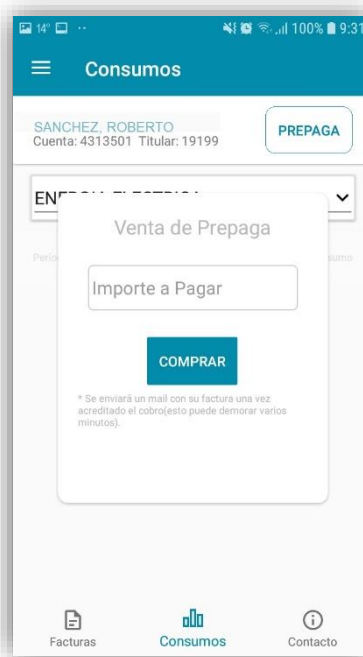 14° 100% 9:31
Consumos
SANCHEZ, ROBERTO
Cuenta: 4313501 Titular: 19199
PREPAGA
Venta de Prepaga
Importe a Pagar
COMPRAR
* Se enviará un mail con su factura una vez
acreditado el cobro(esto puede demorar varios
minutos).
Facturas Consumos Contacto